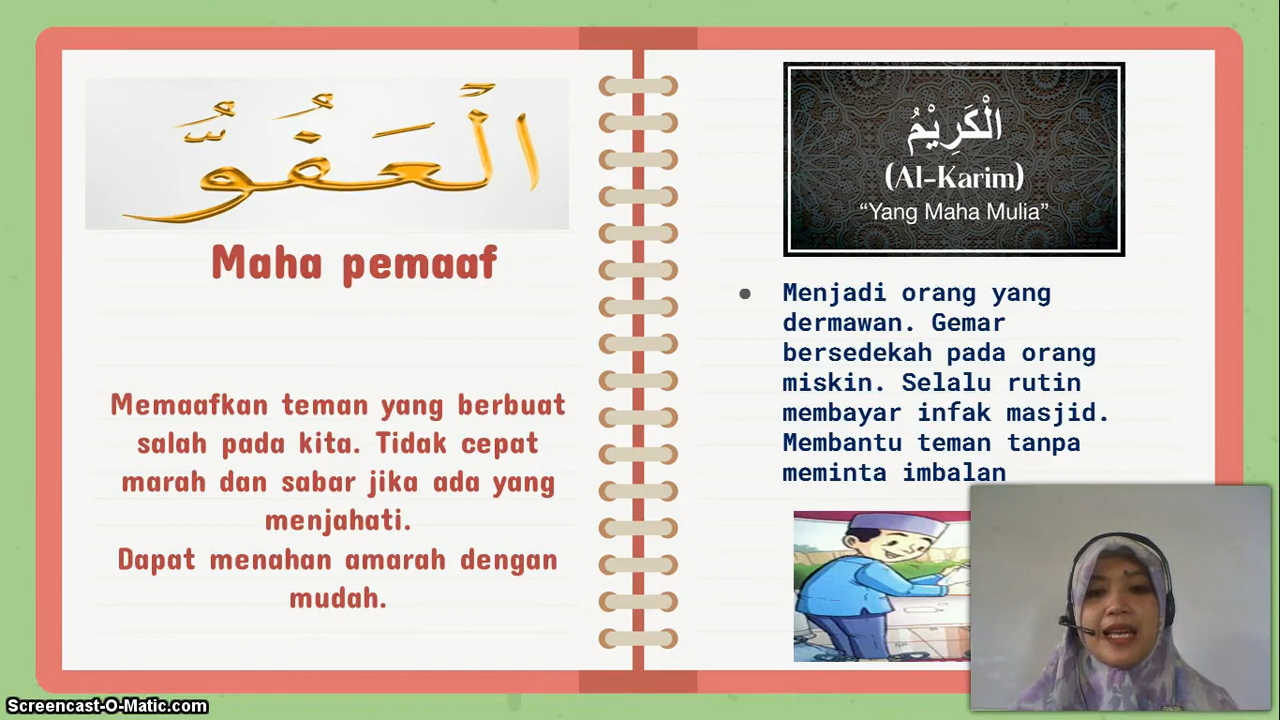 الْعَفُوُّ
Maha pemaaf
Memaafkan teman yang berbuat
salah pada kita. Tidak cepat
marah dan sabar jika ada yang
menjahati.
Dapat menahan amarah dengan
mudah.
الْكَرِيْمُ
(Al-Karim)
“Yang Maha Mulia”
Menjadi orang yang
dermawan. Gemar
bersedekah pada orang
miskin. Selalu rutin
membayar infak masjid.
Membantu teman tanpa
meminta imbalan
Screencast-O-Matic.com